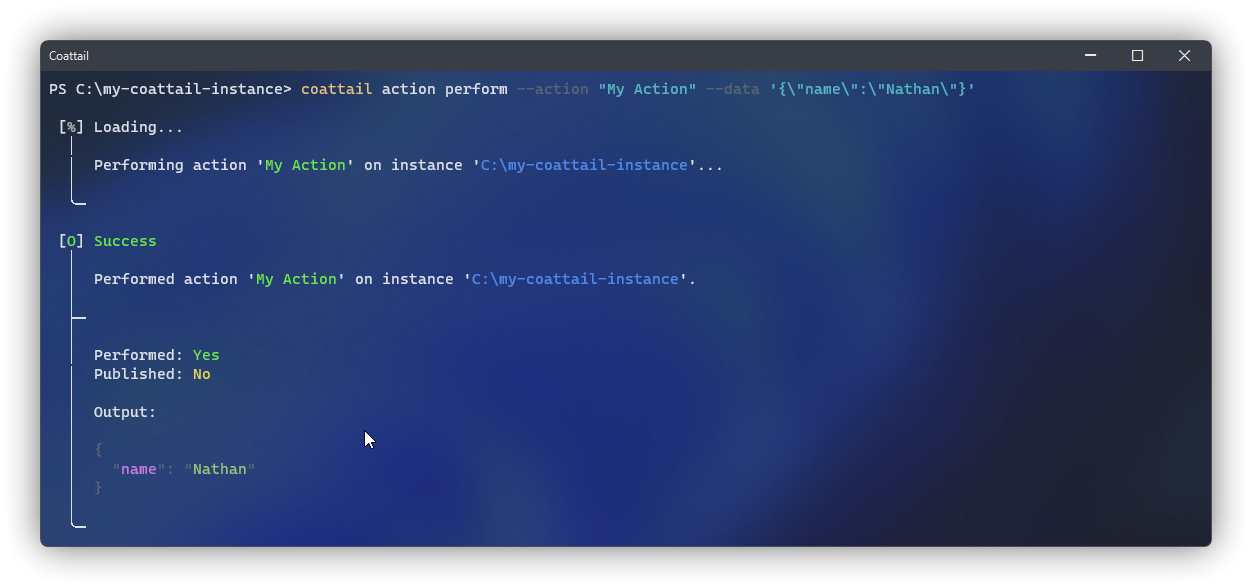 Coattail
PS C:\my-coattail-instance> coattail action perform --action "My Action" --data '{\"name\":\"Nathan\"}'
[%] Loading...
Performing action 'My Action' on instance 'C:\my-coattail-instance'...
[O] Success
Performed action 'My Action' on instance 'C:\my-coattail-instance'.
Performed: Yes
Published: No
Output:
{
"name": "Nathan"
}